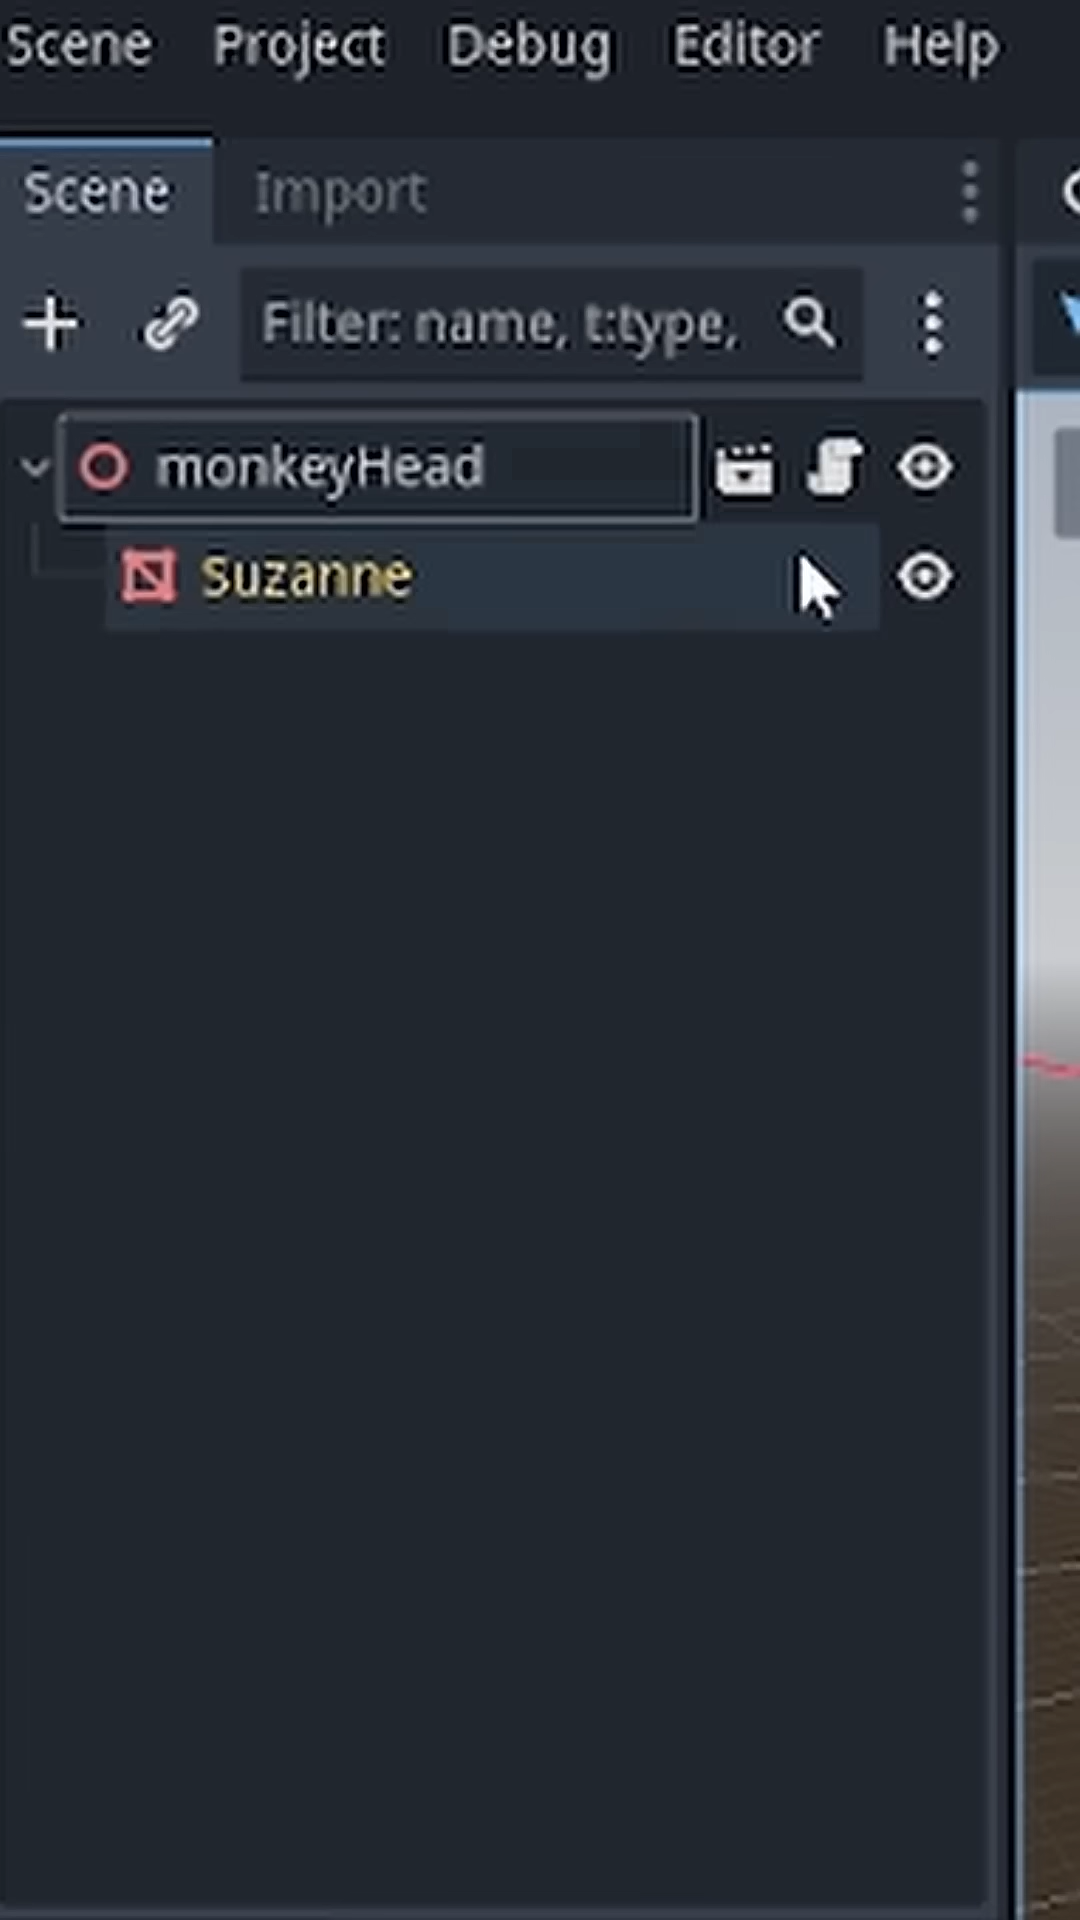 Scene Project Debug Editor Help
Scene Import
Filter: name, t:type,
monkeyHead
Suzanne